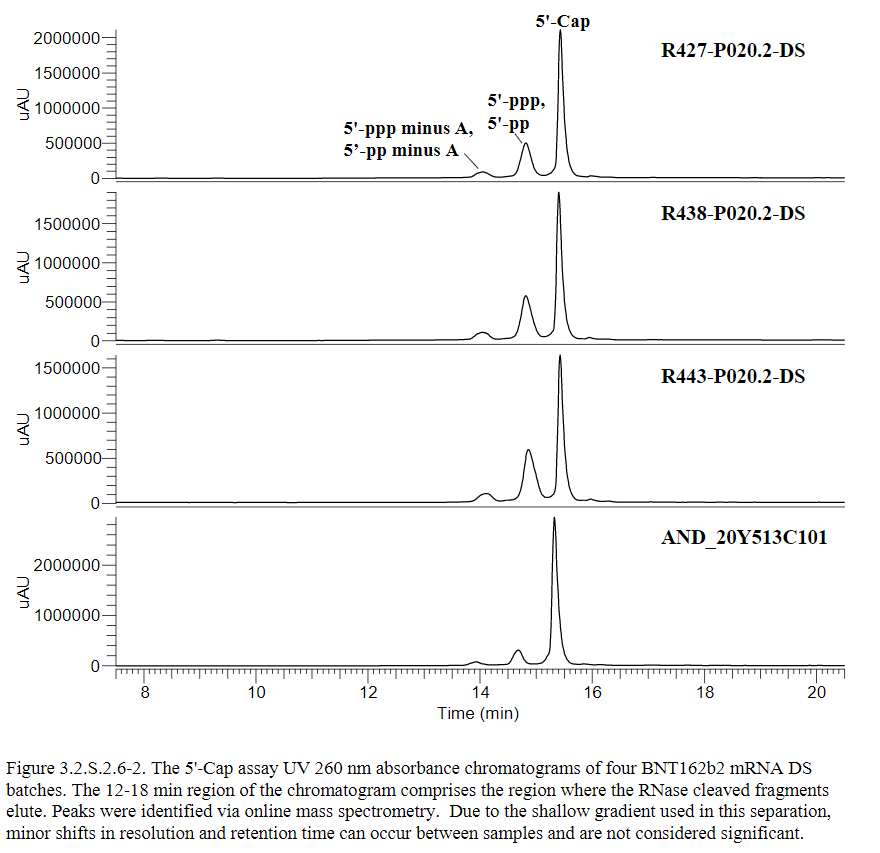 5'-Cap
2000000
1500000
1000000
500000
0
uAU
R427-P020.2-DS
5'-ppp minus A,
5’-pp minus A
5'-ppp,
5'-pp
1500000
1000000
500000
0
uAU
R438-P020.2-DS
1500000
1000000
500000
0
uAU
R443-P020.2-DS
2000000
1000000
0
uAU
AND_20Y513C101
8 10 12 14 16 18 20
Time (min)
Figure 3.2.S.2.6-2. The 5'-Cap assay UV 260 nm absorbance chromatograms of four BNT162b2 mRNA DS
batches. The 12-18 min region of the chromatogram comprises the region where the RNase cleaved fragments
elute. Peaks were identified via online mass spectrometry.  Due to the shallow gradient used in this separation,
minor shifts in resolution and retention time can occur between samples and are not considered significant.